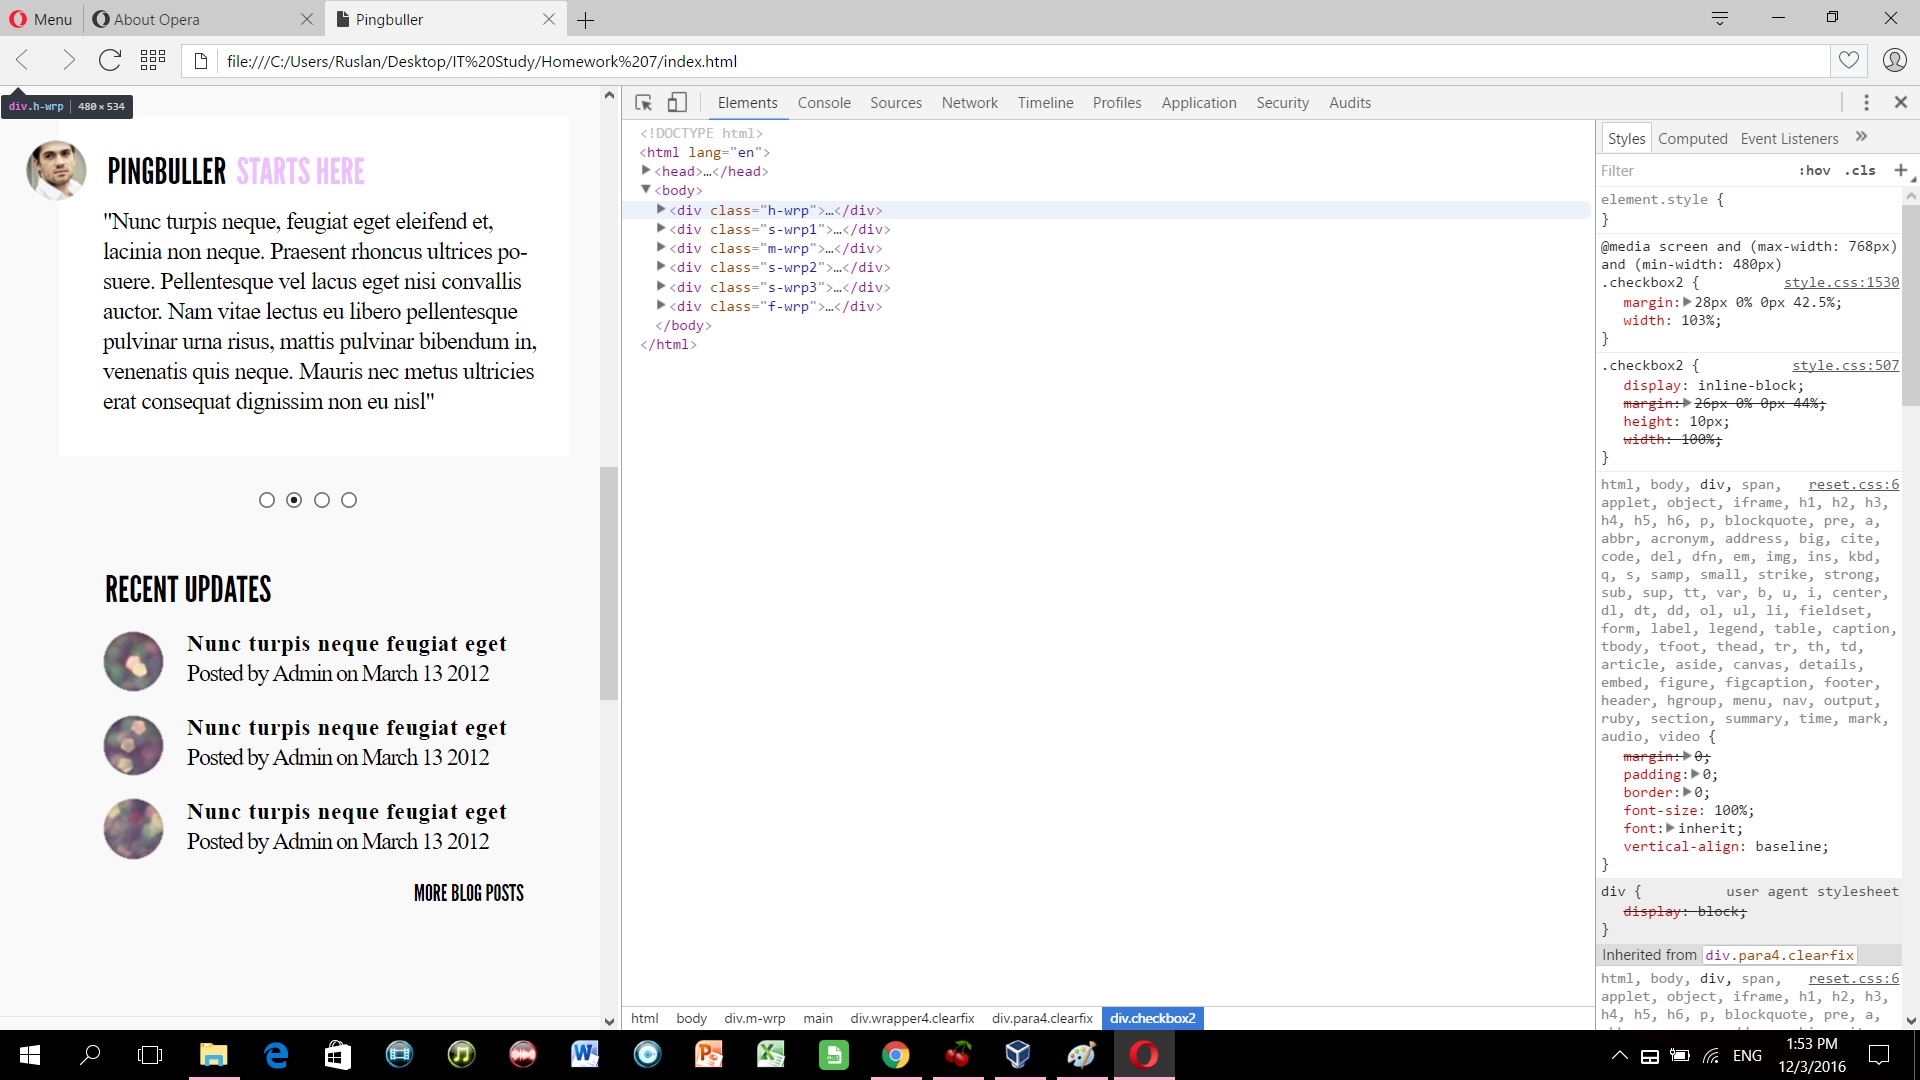 Menu
About Opera
Pingbuller
file:///C:/Users/Ruslan/Desktop/IT%20Study/Homework%207/index.html
div.h-wrp | 480 × 534
PINGBULLER STARTS HERE
"Nunc turpis neque, feugiat eget eleifend et,
lacinia non neque. Praesent rhoncus ultrices po-
suere. Pellentesque vel lacus eget nisi convallis
auctor. Nam vitae lectus eu libero pellentesque
pulvinar urna risus, mattis pulvinar bibendum in,
venenatis quis neque. Mauris nec metus ultricies
erat consequat dignissim non eu nisl"
RECENT UPDATES
Nunc turpis neque feugiat eget
Posted by Admin on March 13 2012
Nunc turpis neque feugiat eget
Posted by Admin on March 13 2012
Nunc turpis neque feugiat eget
Posted by Admin on March 13 2012
MORE BLOG POSTS
Elements Console Sources Network Timeline Profiles Application Security Audits
<!DOCTYPE html>
<html lang="en">
<head>…</head>
<body>
<div class="h-wrp">…</div>
<div class="s-wrp1">…</div>
<div class="m-wrp">…</div>
<div class="s-wrp2">…</div>
<div class="s-wrp3">…</div>
<div class="f-wrp">…</div>
</body>
</html>
html body div.m-wrp main div.wrapper4.clearfix div.para4.clearfix div.checkbox2
Styles Computed Event Listeners »
Filter :hov .cls +
element.style {
}
@media screen and (max-width: 768px)
and (min-width: 480px)
.checkbox2 { style.css:1530
margin: 28px 0% 0px 42.5%;
width: 103%;
}
.checkbox2 { style.css:507
display: inline-block;
margin: 26px 0% 0px 44%;
height: 10px;
width: 100%;
}
html, body, div, span, reset.css:6
applet, object, iframe, h1, h2, h3,
h4, h5, h6, p, blockquote, pre, a,
abbr, acronym, address, big, cite,
code, del, dfn, em, img, ins, kbd,
q, s, samp, small, strike, strong,
sub, sup, tt, var, b, u, i, center,
dl, dt, dd, ol, ul, li, fieldset,
form, label, legend, table, caption,
tbody, tfoot, thead, tr, th, td,
article, aside, canvas, details,
embed, figure, figcaption, footer,
header, hgroup, menu, nav, output,
ruby, section, summary, time, mark,
audio, video {
margin: 0;
padding: 0;
border: 0;
font-size: 100%;
font: inherit;
vertical-align: baseline;
}
div { user agent stylesheet
display: block;
}
Inherited from div.para4.clearfix
html, body, div, span, reset.css:6
applet, object, iframe, h1, h2, h3,
h4, h5, h6, p, blockquote, pre, a,
ENG
1:53 PM
12/3/2016